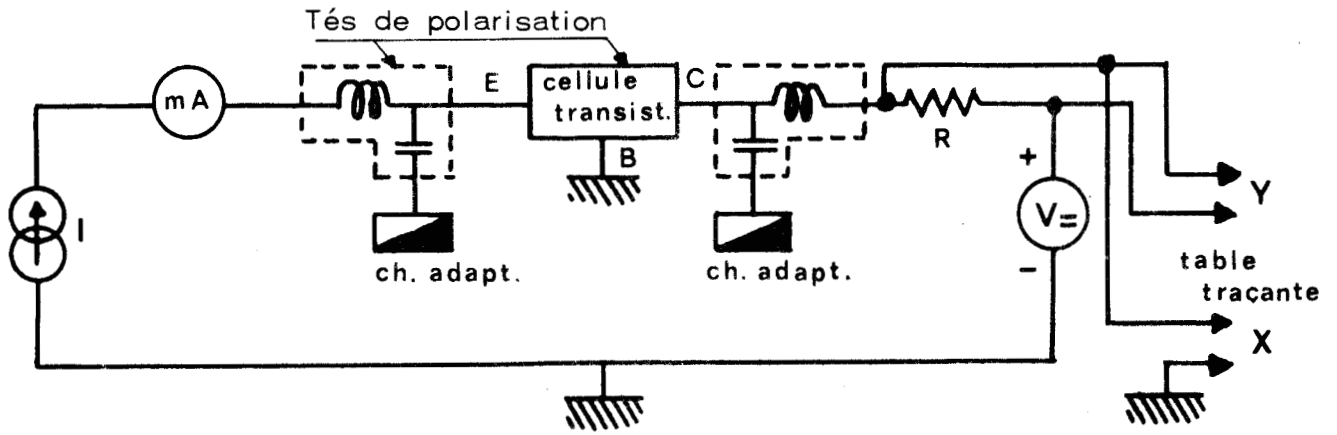 Tés de polarisation
mA
E
cellule
transist.
C
B
R
+
V=
-
I
ch. adapt.
ch. adapt.
Y
table
traçante
X